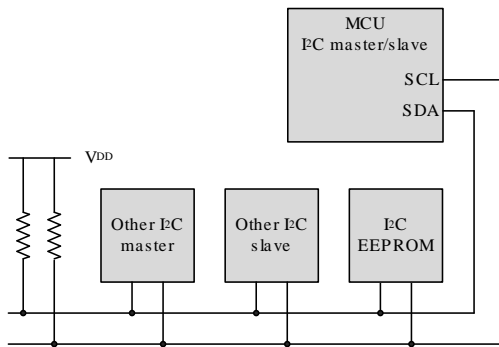 MCU
I²C master/slave
SCL
SDA
VDD
Other I²C
master
Other I²C
slave
I²C
EEPROM